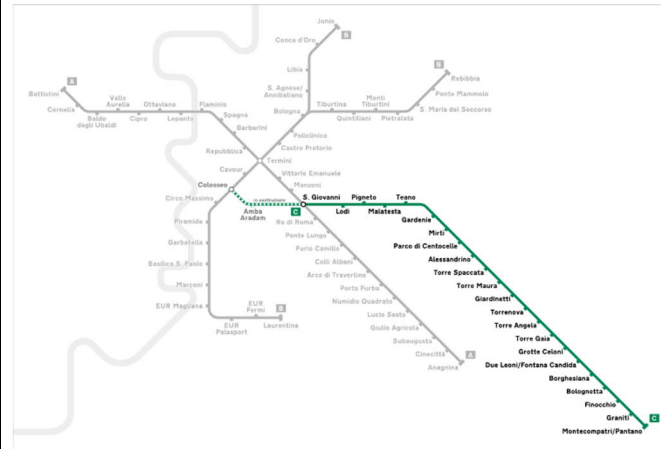 Jonio
B
Conca d'Oro
Libia
S. Agnese/
Annibaliano
Bologna
B
Rebibbia
Ponte Mammolo
S. Maria del Soccorso
Tiburtina
Monti
Tiburtini
Quintiliani
Pietralata
A
Battistini
Cornelia
Valle
Aurelia
Baldo
degli Ubaldi
Ottaviano
Cipro
Flaminio
Lepanto
Spagna
Barberini
Repubblica
Policlinico
Castro Pretorio
Termini
Cavour
Vittorio Emanuele
Manzoni
Colosseo
Circo Massimo
in costruzione
Amba
Aradam
C
S. Giovanni
Pigneto
Teano
Lodi
Malatesta
Gardenie
Mirti
Parco di Centocelle
Alessandrino
Torre Spaccata
Torre Maura
Giardinetti
Torrenova
Torre Angela
Torre Gaia
Grotte Celoni
Due Leoni/Fontana Candida
Borghesiana
Bolognetta
Finocchio
Graniti
C
Montecompatri/Pantano
Re di Roma
Ponte Lungo
Furio Camillo
Colli Albani
Arco di Travertino
Porta Furba
Numidio Quadrato
Lucio Sesto
Giulio Agricola
Subaugusta
Cinecittà
A
Anagnina
Piramide
Garbatella
Basilica S. Paolo
Marconi
EUR Magliana
EUR
Fermi
B
EUR
Palasport
Laurentina